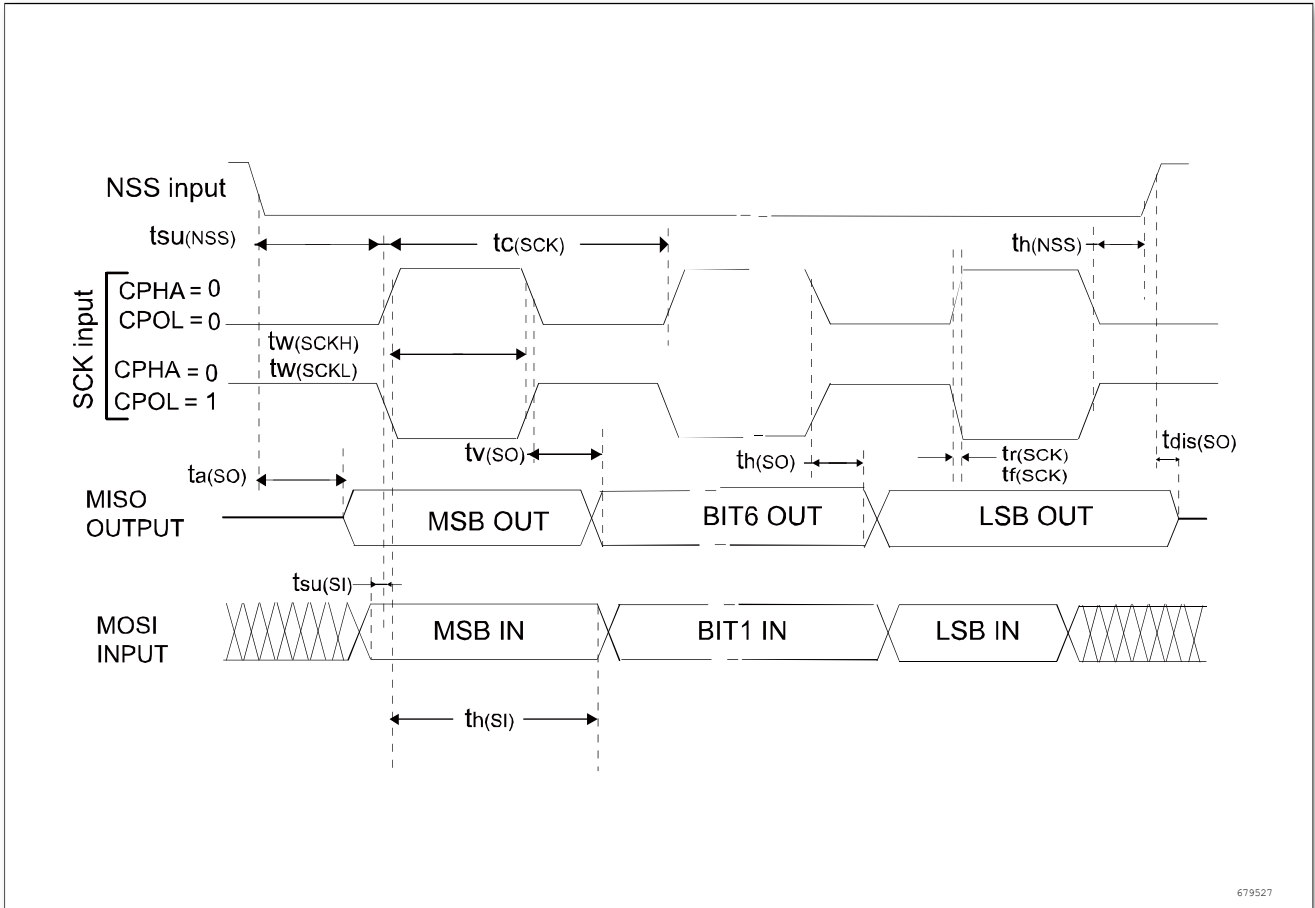 NSS input
tsu(NSS)
tc(SCK)
th(NSS)
SCK input
CPHA = 0
CPOL = 0
tw(SCKH)
tw(SCKL)
CPHA = 0
CPOL = 1
tv(SO)
th(SO)
tr(SCK)
tf(SCK)
tdis(SO)
ta(SO)
MISO
OUTPUT
MSB OUT
BIT6 OUT
LSB OUT
tsu(SI)
MOSI
INPUT
MSB IN
BIT1 IN
LSB IN
th(SI)
679527